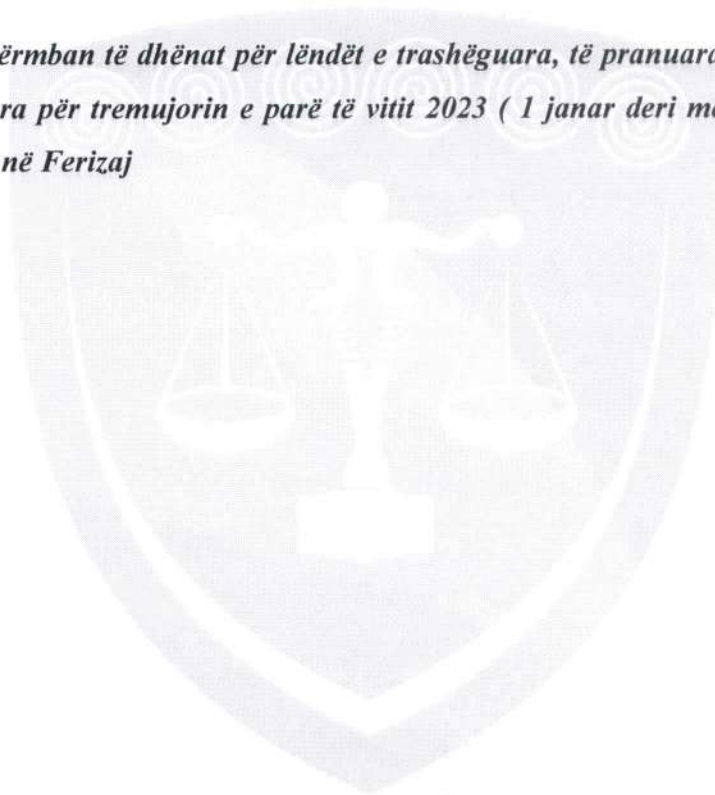 ërmban të dhënat për lëndët e trashëguara, të pranuara
ra për tremujorin e parë të vitit 2023 ( 1 janar deri më
në Ferizaj